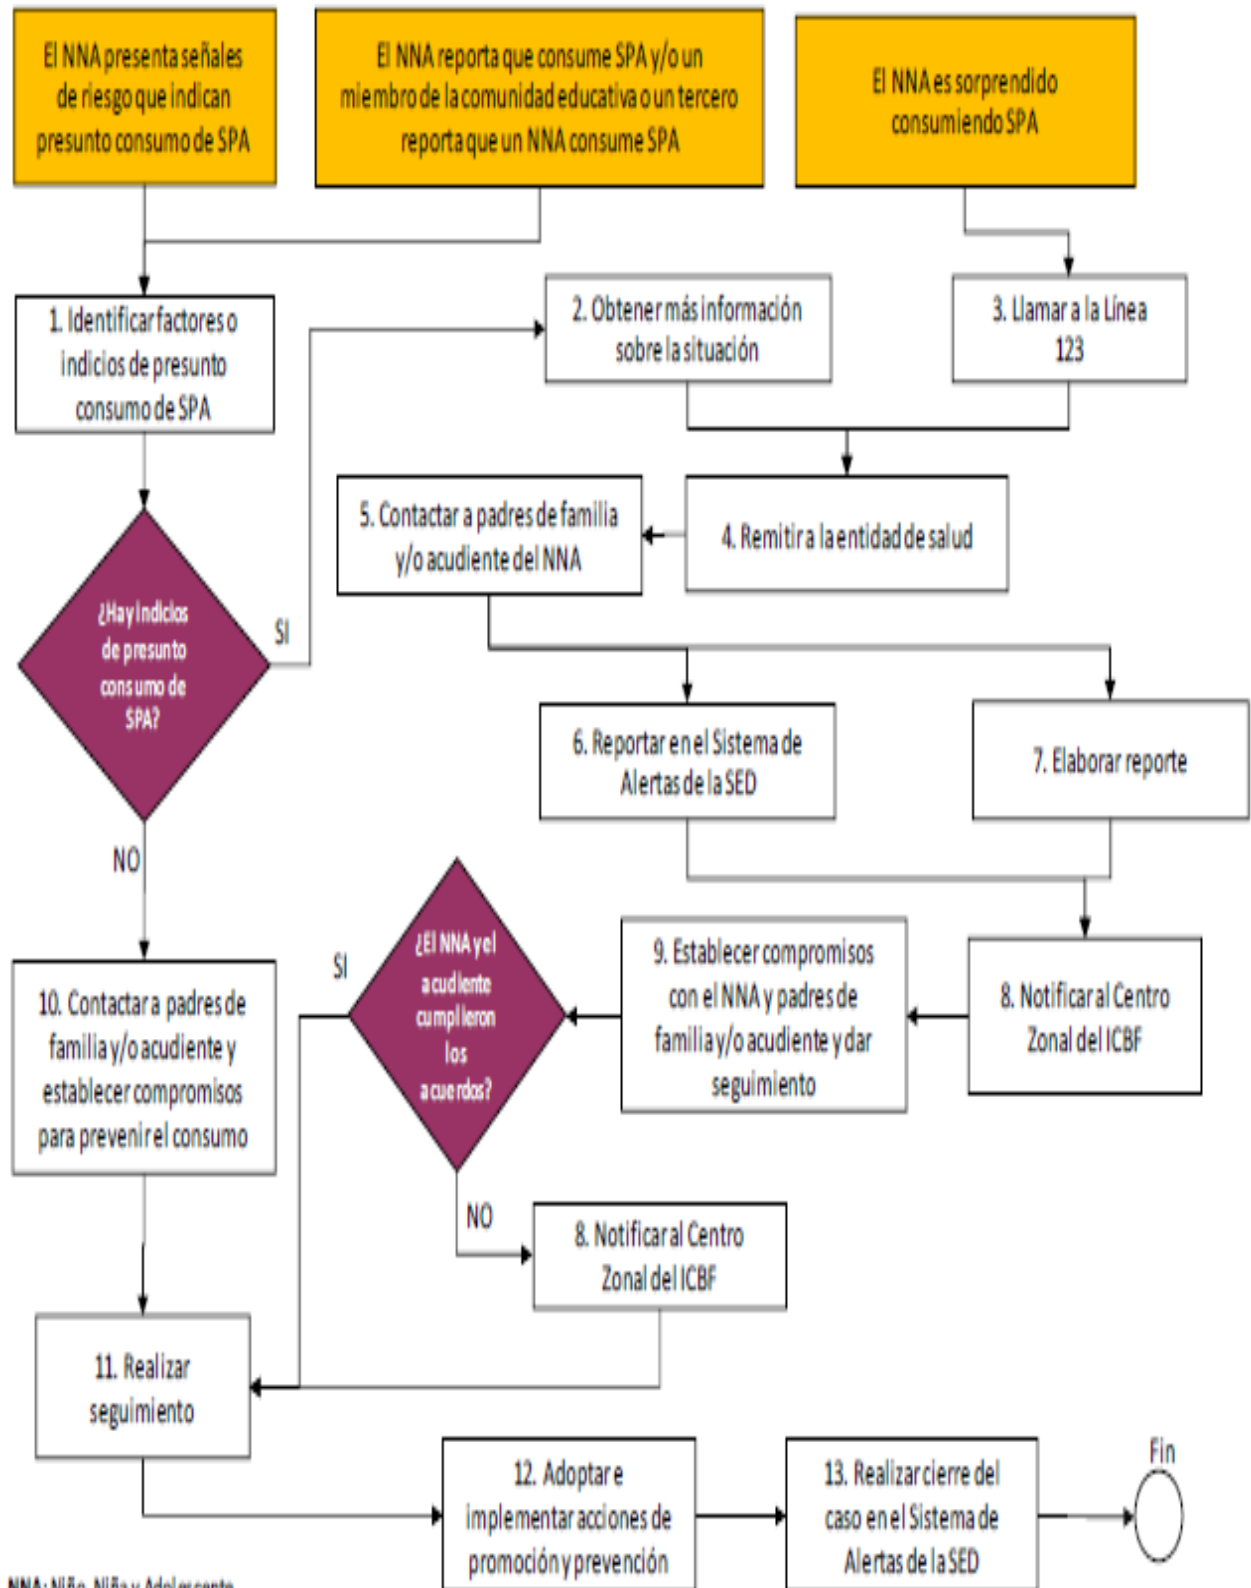 El NNA presenta señales
de riesgo que indican
presunto consumo de SPA
El NNA reporta que consume SPA y/o un
miembro de la comunidad educativa o un tercero
reporta que un NNA consume SPA
El NNA es sorprendido
consumiendo SPA
1. Identificar factores o
indicios de presunto
consumo de SPA
2. Obtener más información
sobre la situación
3. Llamar a la Línea
123
5. Contactar a padres de familia
y/o acudiente del NNA
4. Remitir a la entidad de salud
¿Hay indicios
de presunto
consumo de
SPA?
SI
6. Reportar en el Sistema de
Alertas de la SED
7. Elaborar reporte
NO
SI
¿El NNA y el
acudiente
cumplieron
los
acuerdos?
9. Establecer compromisos
con el NNA y padres de
familia y/o acudiente y dar
seguimiento
8. Notificar al Centro
Zonal del ICBF
10. Contactar a padres de
familia y/o acudiente y
establecer compromisos
para prevenir el consumo
NO
8. Notificar al Centro
Zonal del ICBF
11. Realizar
seguimiento
12. Adoptar e
implementar acciones de
promoción y prevención
13. Realizar cierre del
caso en el Sistema de
Alertas de la SED
Fin
NNA: Niño, Niña y Adolescente